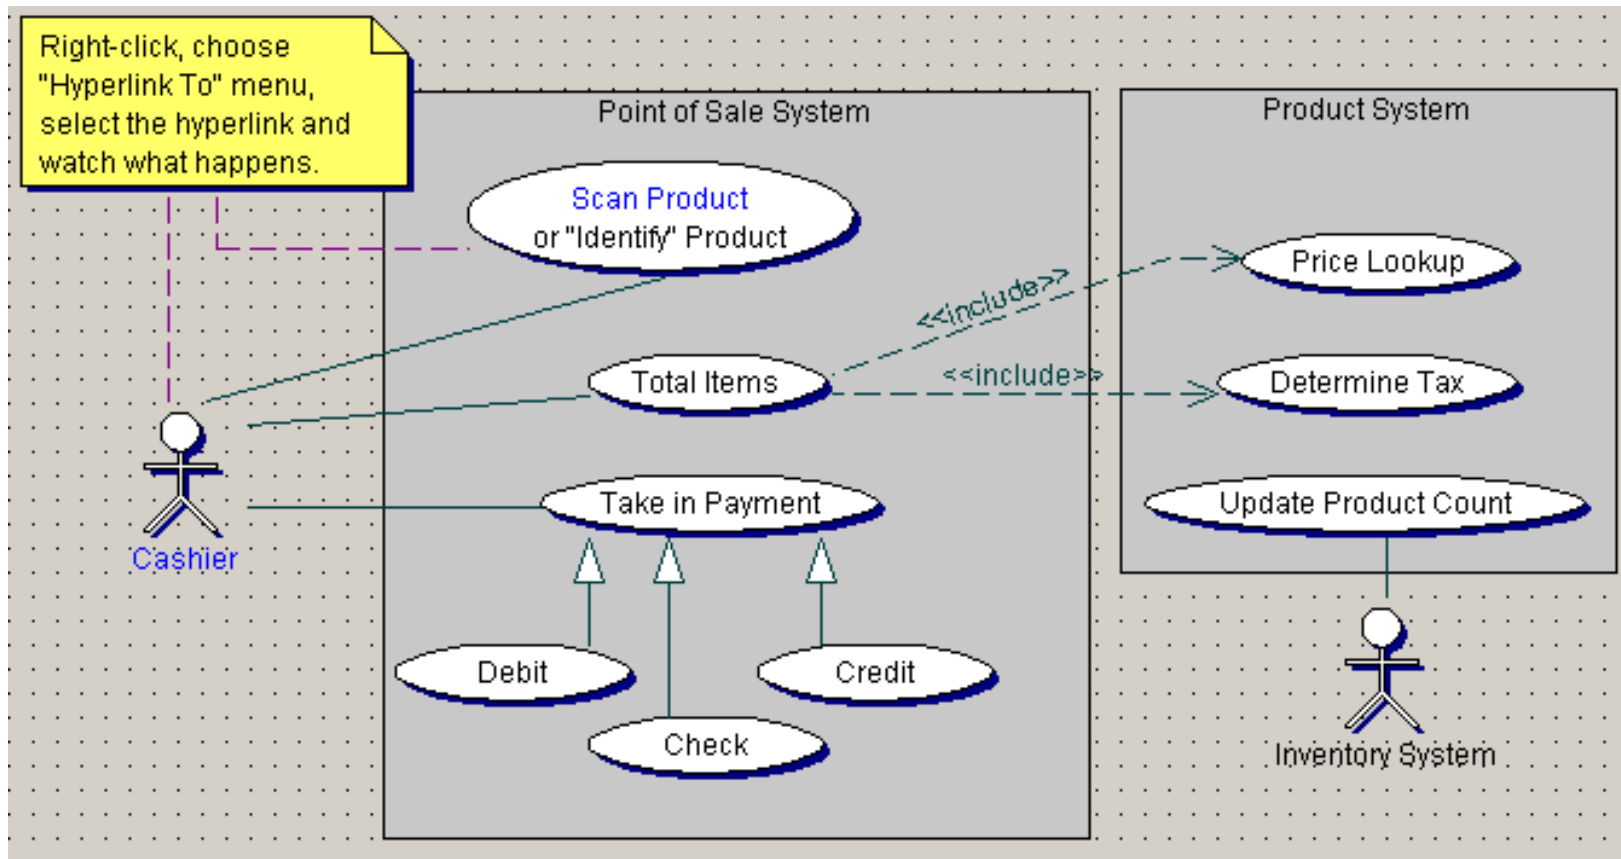 Right-click, choose
"Hyperlink To" menu,
select the hyperlink and
watch what happens.
Point of Sale System
Product System
Scan Product
or "Identify" Product
Price Lookup
<<include>>
Total Items
<<include>>
Determine Tax
Take in Payment
Update Product Count
Cashier
Debit
Credit
Check
Inventory System